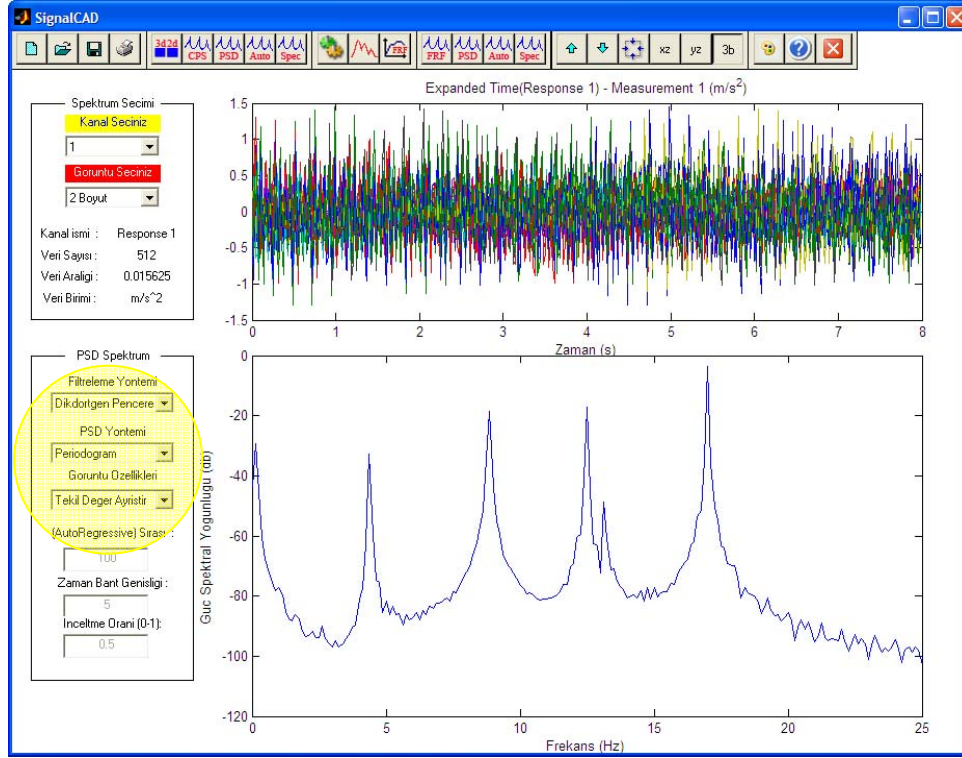 SignalCAD
3d2d CPS PSD Auto Spec FRF FRF PSD Auto Spec xz yz 3b
Spektrum Secimi
Kanal Seciniz
1
Goruntu Seciniz
2 Boyut
Kanal ismi : Response 1
Veri Sayısı : 512
Veri Araligi : 0.015625
Veri Birimi : m/s^2
Expanded Time(Response 1) - Measurement 1 (m/s²)
1.5
1
0.5
0
-0.5
-1
-1.5
0 1 2 3 4 5 6 7 8
Zaman (s)
PSD Spektrum
Filtreleme Yontemi
Dikdortgen Pencere
PSD Yontemi
Periodogram
Goruntu Ozellikleri
Tekil Deger Ayristir
(AutoRegressive) Sırası :
100
Zaman Bant Genisligi :
5
Inceltme Orani (0-1):
0.5
Guc Spektral Yogunlugu (db)
0
-20
-40
-60
-80
-100
-120
0 5 10 15 20 25
Frekans (Hz)